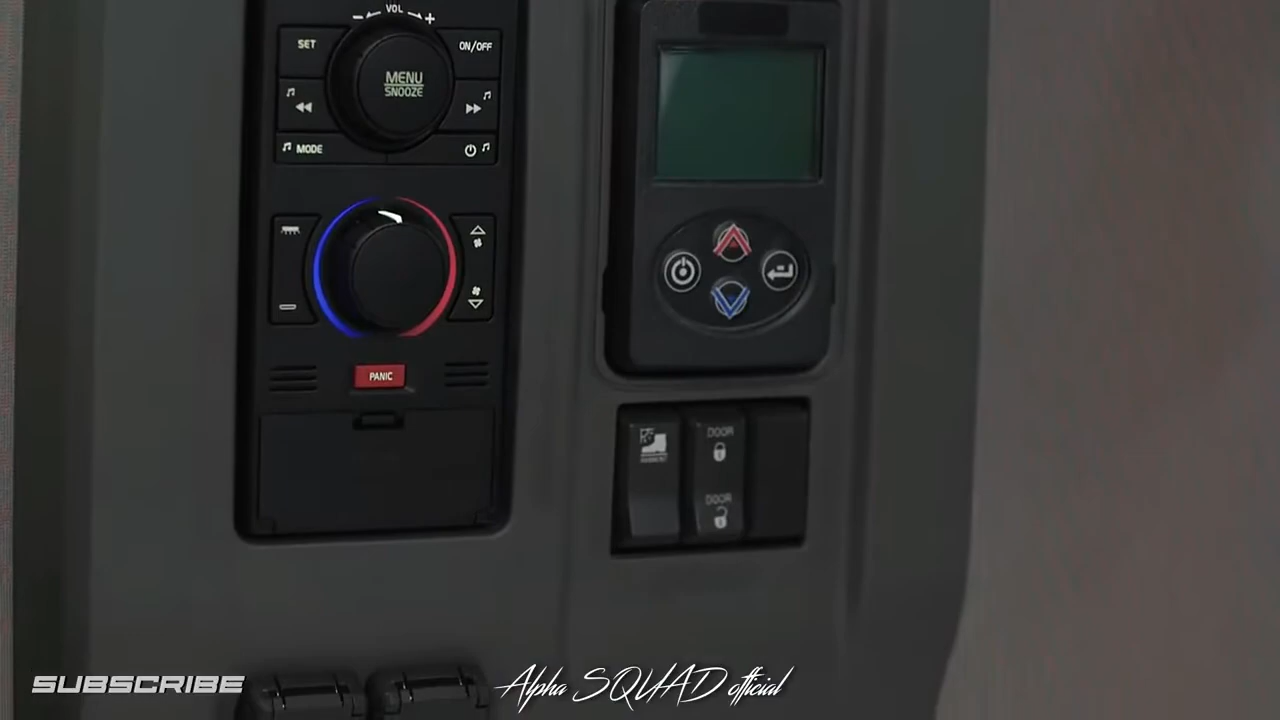 VOL
SET
ON/OFF
MENU
SNOOZE
MODE
PANIC
DOOR
DOOR
SUBSCRIBE
Alpha SQUAD official